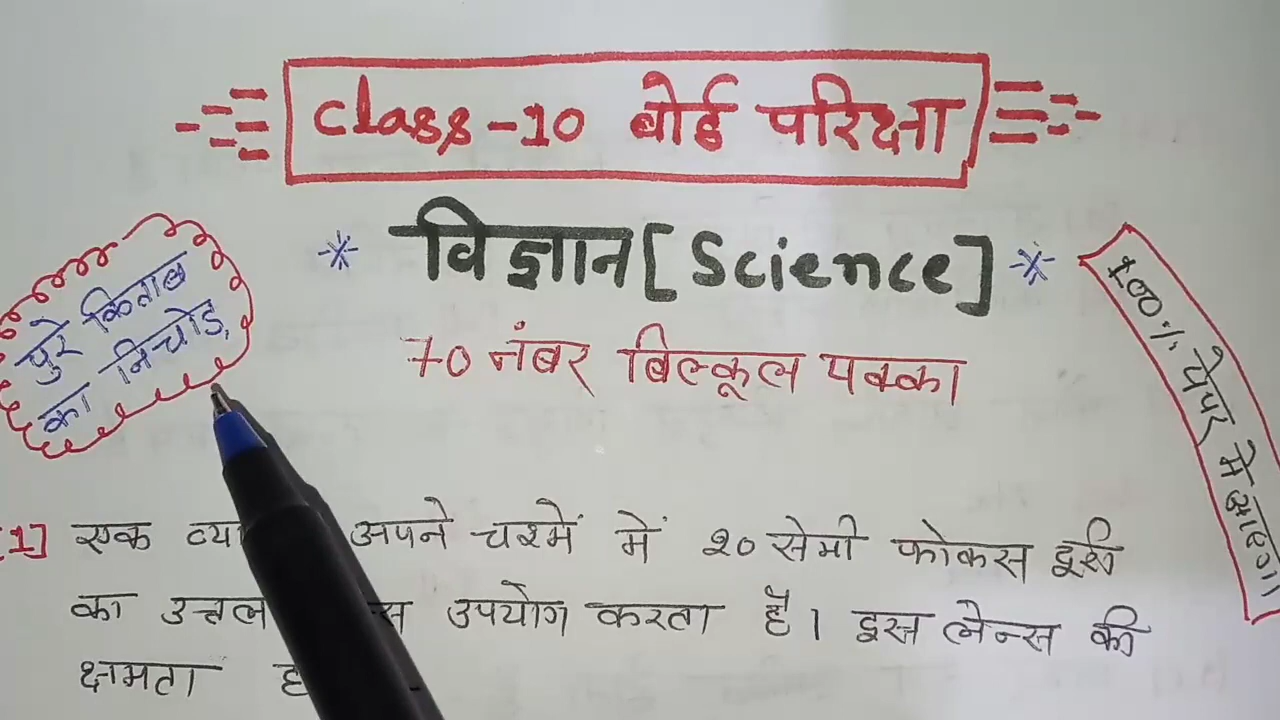 Class-10 बोर्ड परिक्षा
विज्ञान [Science]
70 नंबर बिल्कूल पक्का
पुरे किताब
का निचोड़
100% पेपर मे आएगा
[1] एक अपने चश्में में 20 सेमी फोकस दूरी
का उत्तल उपयोग करता है। इस लेन्स की
क्षमता